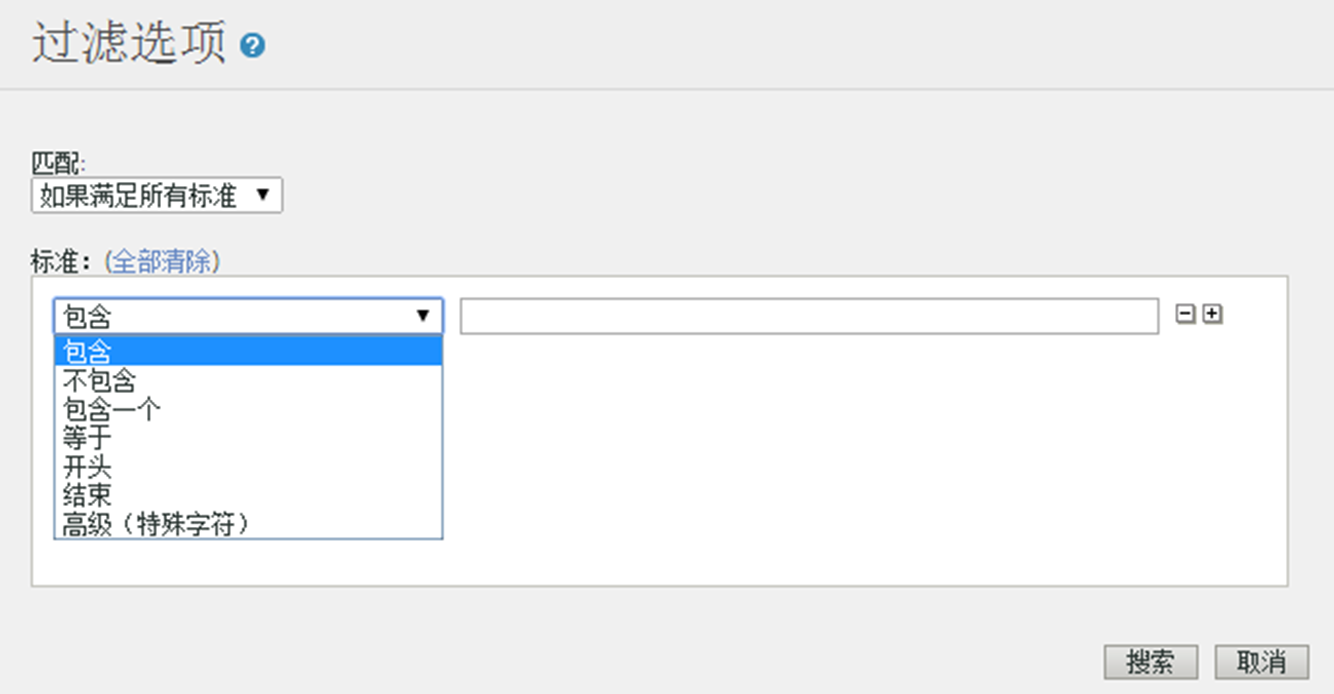 过滤选项 ?
匹配:
如果满足所有标准
标准：(全部清除)
包含
包含
不包含
包含一个
等于
开头
结束
高级（特殊字符）
搜索 取消